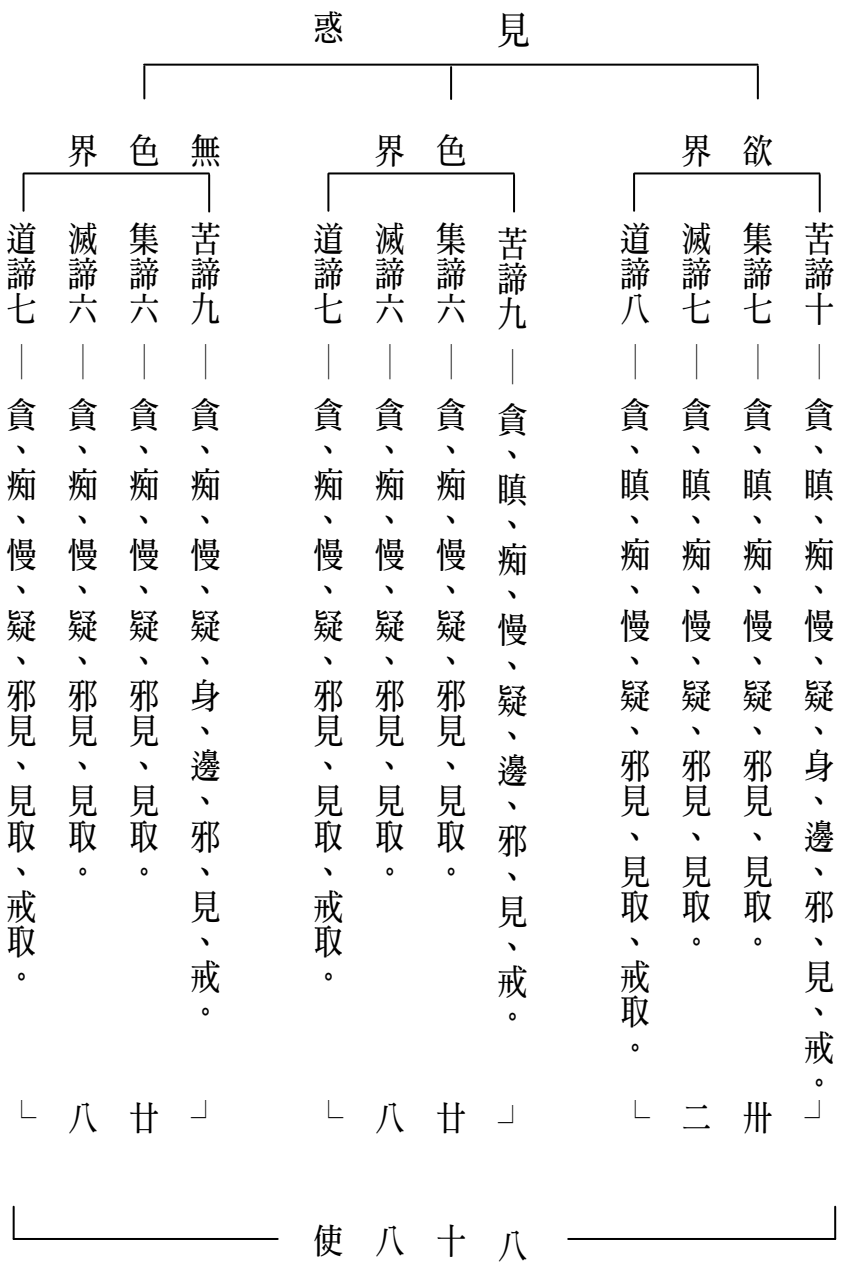 見惑
欲界
苦諦十｜貪、瞋、痴、慢、疑、身、邊、邪、見、戒。
集諦七｜貪、瞋、痴、慢、疑、邪見、見取。
滅諦七｜貪、瞋、痴、慢、疑、邪見、見取。
道諦八｜貪、瞋、痴、慢、疑、邪見、見取、戒取。
卅二
色界
苦諦九｜貪、瞋、痴、慢、疑、邊、邪、見、戒。
集諦六｜貪、痴、慢、疑、邪見、見取。
滅諦六｜貪、痴、慢、疑、邪見、見取。
道諦七｜貪、痴、慢、疑、邪見、見取、戒取。
廿八
無色界
苦諦九｜貪、痴、慢、疑、身、邊、邪、見、戒。
集諦六｜貪、痴、慢、疑、邪見、見取。
滅諦六｜貪、痴、慢、疑、邪見、見取。
道諦七｜貪、痴、慢、疑、邪見、見取、戒取。
廿八
八十八使